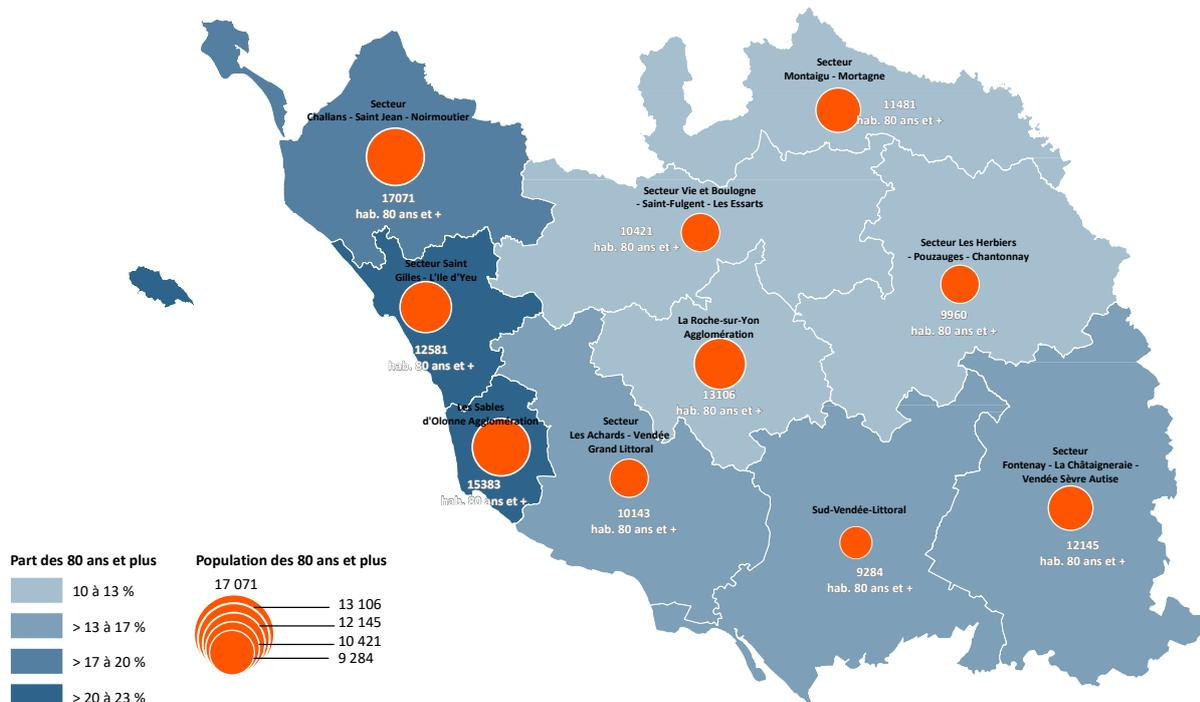 Secteur
Montaigu - Mortagne
11481
hab. 80 ans et +
Secteur
Challans - Saint Jean - Noirmoutier
17071
hab. 80 ans et +
Secteur Vie et Boulogne
- Saint-Fulgent - Les Essarts
10421
hab. 80 ans et +
Secteur Les Herbiers
- Pouzauges - Chantonnay
9960
hab. 80 ans et +
Secteur Saint
Gilles - L'Ile d'Yeu
12581
hab. 80 ans et +
La Roche-sur-Yon
Agglomération
13106
hab. 80 ans et +
Les Sables
d'Olonne Agglomération
15383
hab. 80 ans et +
Secteur
Les Achards - Vendée
Grand Littoral
10143
hab. 80 ans et +
Secteur
Fontenay - La Châtaigneraie -
Vendée Sèvre Autise
12145
hab. 80 ans et +
Sud-Vendée-Littoral
9284
hab. 80 ans et +
Part des 80 ans et plus
10 à 13 %
> 13 à 17 %
> 17 à 20 %
> 20 à 23 %
Population des 80 ans et plus
17 071
13 106
12 145
10 421
9 284